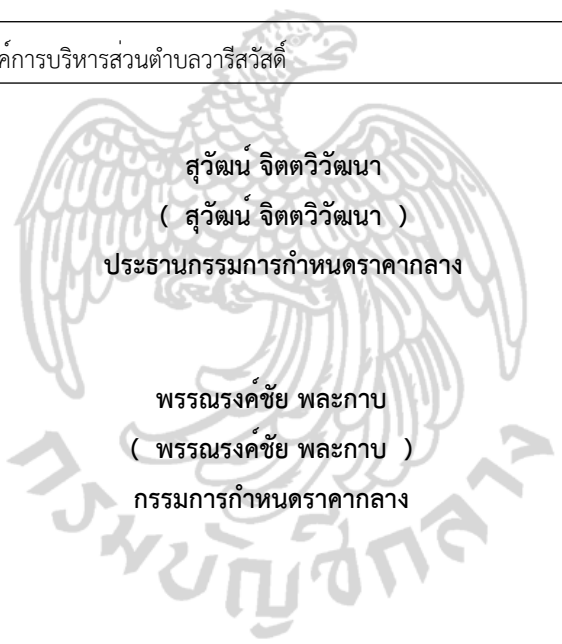 ค์การบริหารส่วนตำบลวารีสวัสดิ์
สุวัฒน์ จิตตวิวัฒนา
( สุวัฒน์ จิตตวิวัฒนา )
ประธานกรรมการกำหนดราคากลาง
พรรณรงค์ชัย พละกาบ
( พรรณรงค์ชัย พละกาบ )
กรรมการกำหนดราคากลาง
กรมบัญชีกลาง